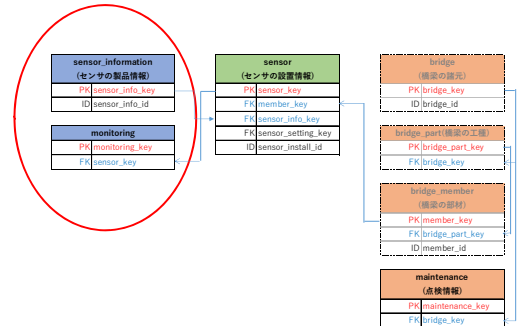 sensor_information
(センサの製品情報)
PK sensor_info_key
ID sensor_info_id
monitoring
PK monitoring_key
FK sensor_key
sensor
(センサの設置情報)
PK sensor_key
FK member_key
FK sensor_info_key
FK sensor_setting_key
ID sensor_install_id
bridge
(橋梁の諸元)
PK bridge_key
ID bridge_id
bridge_part(橋梁の工種)
PK bridge_part_key
FK bridge_key
bridge_member
(橋梁の部材)
PK member_key
FK bridge_part_key
ID member_id
maintenance
(点検情報)
PK maintenance_key
FK bridge_key